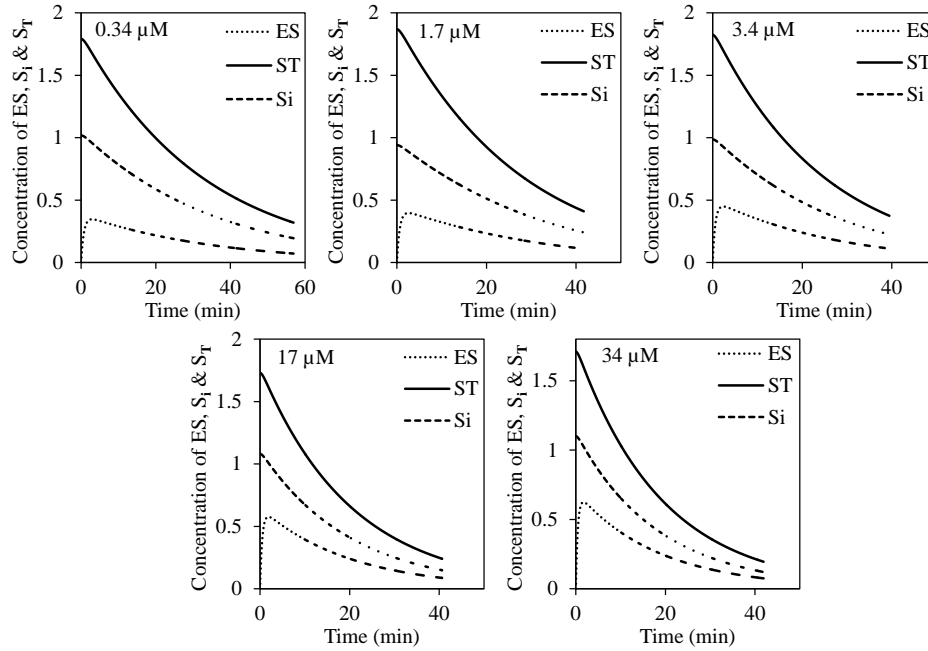 Concentration of ES, Si & ST
2
1.5
1
0.5
0
0.34 µM
ES
ST
Si
0
20
40
60
Time (min)
Concentration of ES, Si & ST
2
1.5
1
0.5
0
1.7 µM
ES
ST
Si
0
20
40
Time (min)
Concentration of ES, Si & ST
2
1.5
1
0.5
0
3.4 µM
ES
ST
Si
0
20
40
Time (min)
Concentration of ES, Si & ST
2
1.5
1
0.5
0
17 µM
ES
ST
Si
0
20
40
Time (min)
Concentration of ES, Si & ST
1.5
1
0.5
0
34 µM
ES
ST
Si
0
20
40
Time (min)